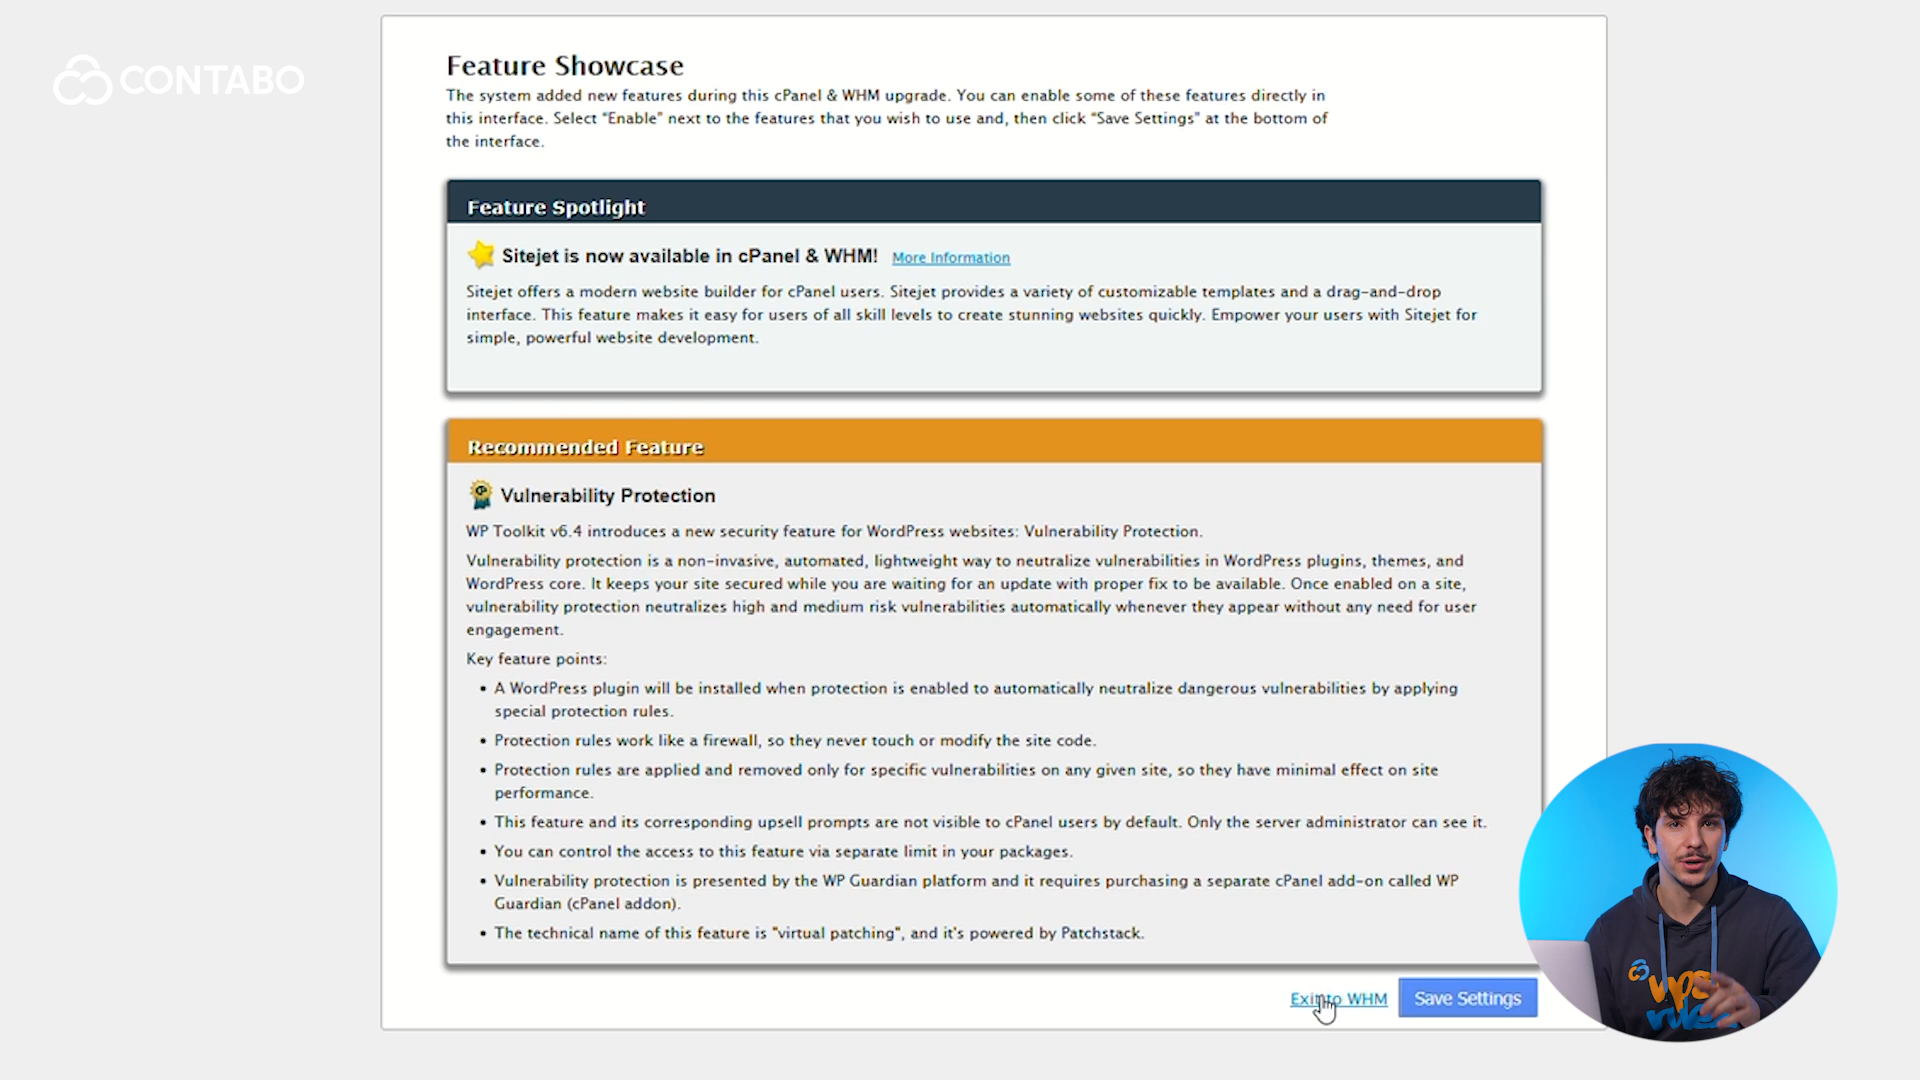 CONTABO
Feature Showcase
The system added new features during this cPanel & WHM upgrade. You can enable some of these features directly in
this interface. Select "Enable" next to the features that you wish to use and, then click "Save Settings" at the bottom of
the interface.
Feature Spotlight
Sitejet is now available in cPanel & WHM! More Information
Sitejet offers a modern website builder for cPanel users. Sitejet provides a variety of customizable templates and a drag-and-drop
interface. This feature makes it easy for users of all skill levels to create stunning websites quickly. Empower your users with Sitejet for
simple, powerful website development.
Recommended Feature
Vulnerability Protection
WP Toolkit v6.4 introduces a new security feature for WordPress websites: Vulnerability Protection.
Vulnerability protection is a non-invasive, automated, lightweight way to neutralize vulnerabilities in WordPress plugins, themes, and
WordPress core. It keeps your site secured while you are waiting for an update with proper fix to be available. Once enabled on a site,
vulnerability protection neutralizes high and medium risk vulnerabilities automatically whenever they appear without any need for user
engagement.
Key feature points:
• A WordPress plugin will be installed when protection is enabled to automatically neutralize dangerous vulnerabilities by applying
special protection rules.
• Protection rules work like a firewall, so they never touch or modify the site code.
• Protection rules are applied and removed only for specific vulnerabilities on any given site, so they have minimal effect on site
performance.
• This feature and its corresponding upsell prompts are not visible to cPanel users by default. Only the server administrator can see it.
• You can control the access to this feature via separate limit in your packages.
• Vulnerability protection is presented by the WP Guardian platform and it requires purchasing a separate cPanel add-on called WP
Guardian (cPanel addon).
• The technical name of this feature is "virtual patching", and it's powered by Patchstack.
Exit to WHM Save Settings